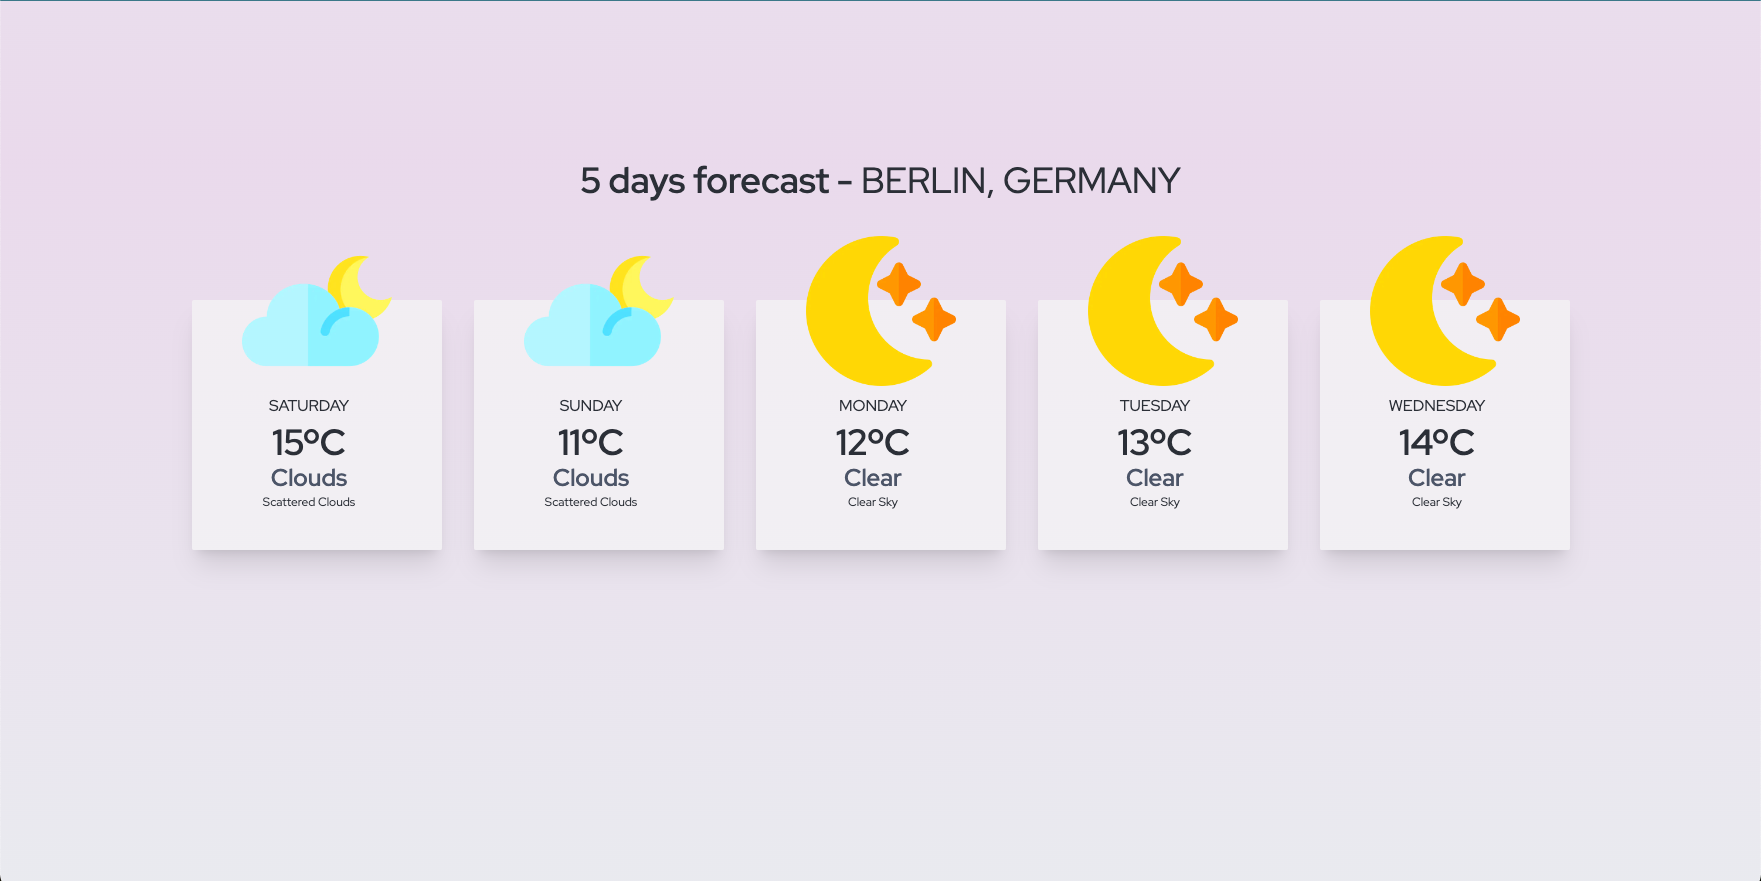 5 days forecast - BERLIN, GERMANY
SATURDAY
15ºC
Clouds
Scattered Clouds
SUNDAY
11ºC
Clouds
Scattered Clouds
MONDAY
12ºC
Clear
Clear Sky
TUESDAY
13ºC
Clear
Clear Sky
WEDNESDAY
14ºC
Clear
Clear Sky